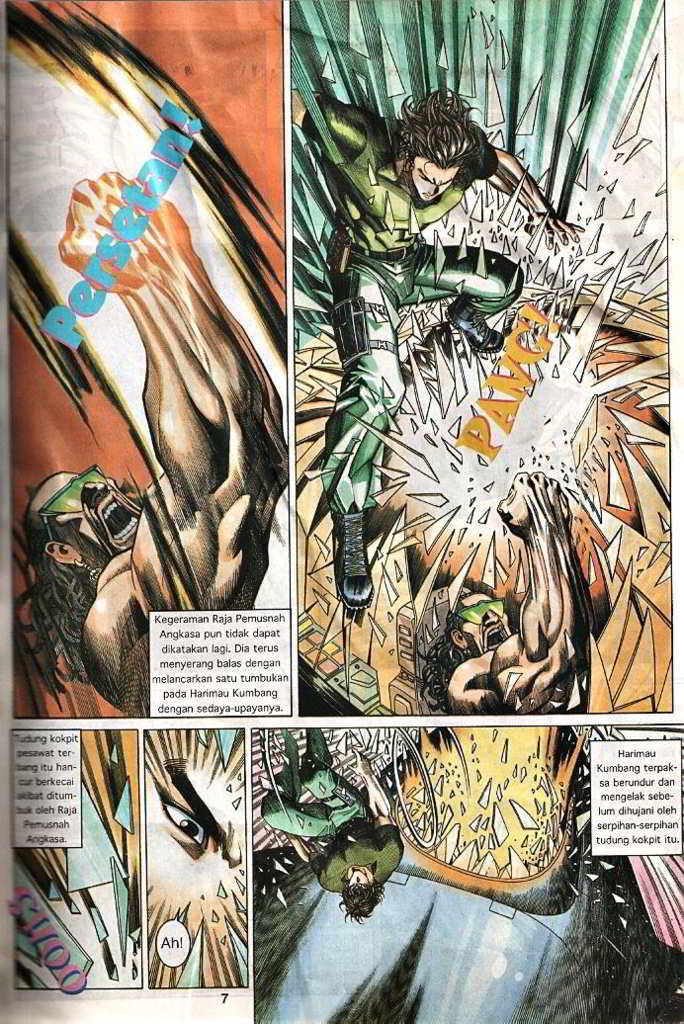 Persetan!
Kegeraman Raja Pemusnah
Angkasa pun tidak dapat
dikatakan lagi. Dia terus
menyerang balas dengan
melancarkan satu tumbukan
pada Harimau Kumbang
dengan sedaya-upayanya.
PANG!
Tudung kokpit
pesawat ter-
bang itu han-
cur berkecai
akibat ditum-
buk oleh Raja
Pemusnah
Angkasa.
Ah!
Harimau
Kumbang terpak-
sa berundur dan
mengelak sebe-
lum dihujani oleh
serpihan-serpihan
tudung kokpit itu.
7